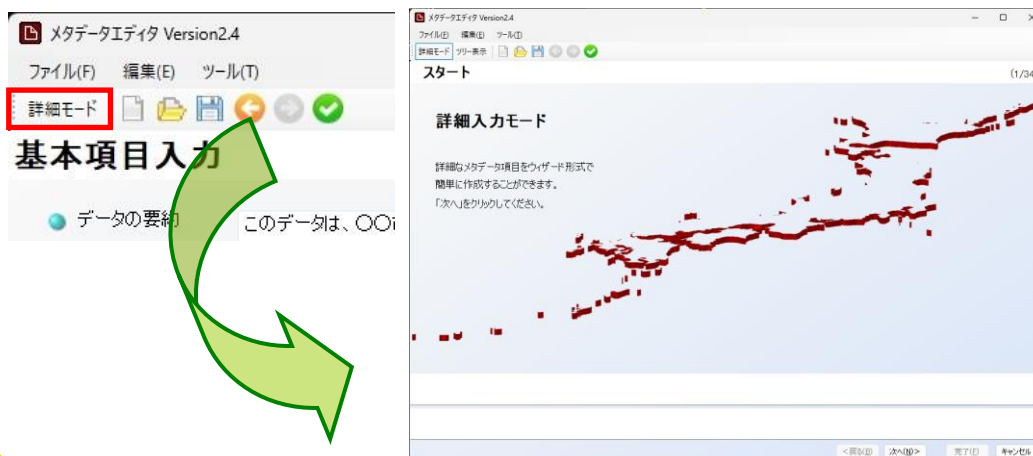 メタデータエディタ Version2.4
ファイル(F) 編集(E) ツール(T)
詳細モード
基本項目入力
データの要約 このデータは、〇〇
メタデータエディタ Version2.4
ファイル(F) 編集(E) ツール(T)
詳細モード ツリー表示
スタート (1/34
詳細入力モード
詳細なメタデータ項目をウィザード形式で
簡単に作成することができます。
「次へ」をクリックしてください。
<戻る(B) 次へ(N)> 完了(F) キャンセル